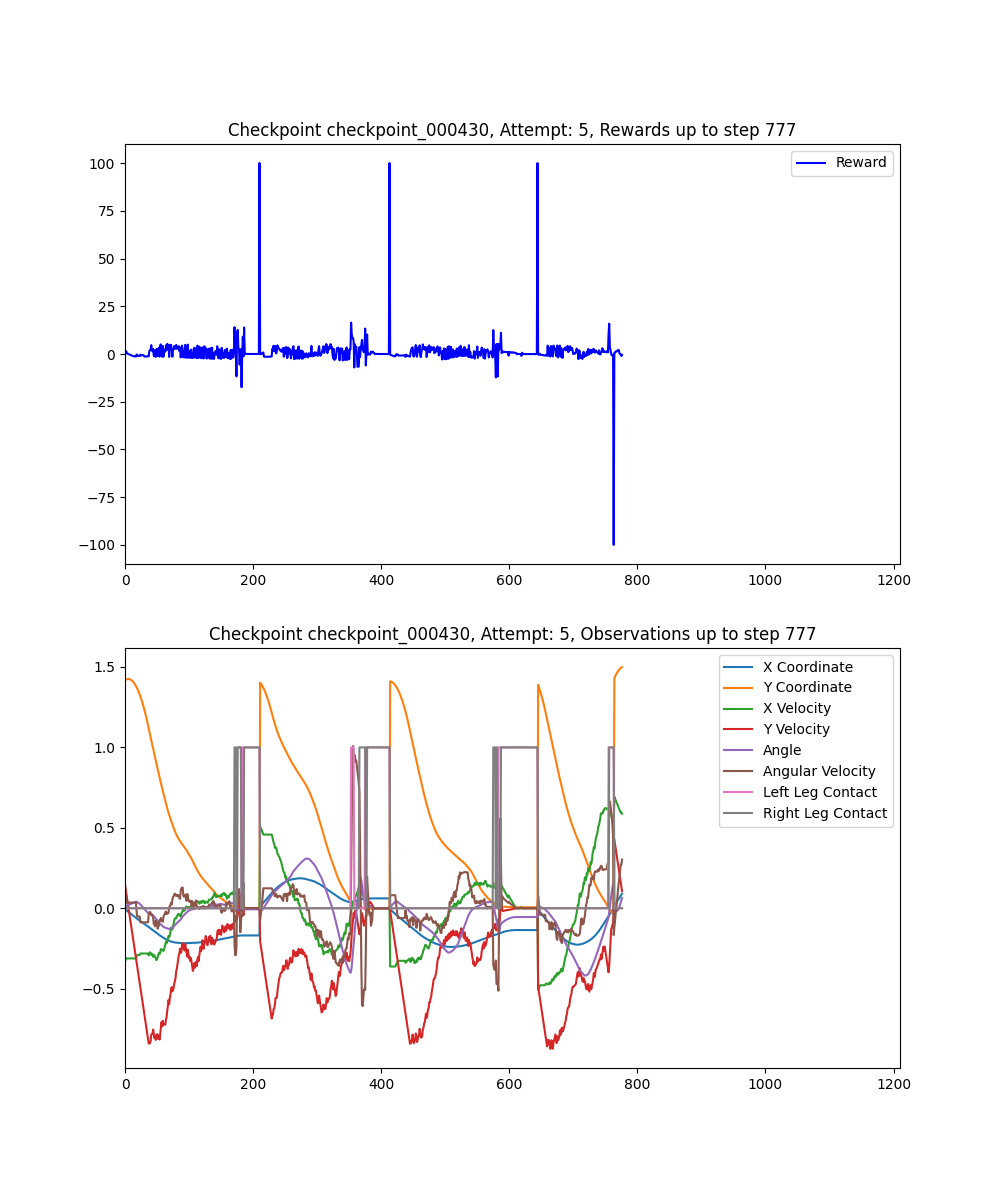 Checkpoint checkpoint_000430, Attempt: 5, Rewards up to step 777
100
75
50
25
0
−25
−50
−75
−100
Reward
0 200 400 600 800 1000 1200
Checkpoint checkpoint_000430, Attempt: 5, Observations up to step 777
1.5
1.0
0.5
0.0
−0.5
X Coordinate
Y Coordinate
X Velocity
Y Velocity
Angle
Angular Velocity
Left Leg Contact
Right Leg Contact
0 200 400 600 800 1000 1200